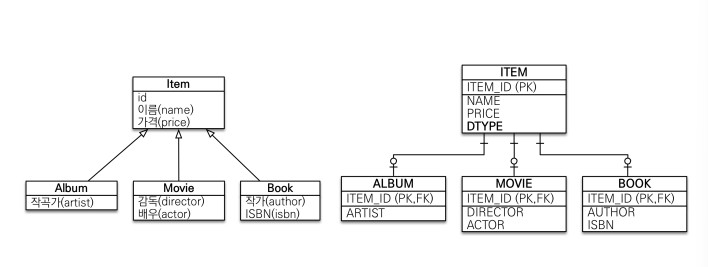 Item
id
이름(name)
가격(price)
Album
작곡가(artist)
Movie
감독(director)
배우(actor)
Book
작가(author)
ISBN(isbn)
ITEM
ITEM_ID (PK)
NAME
PRICE
DTYPE
ALBUM
ITEM_ID (PK,FK)
ARTIST
MOVIE
ITEM_ID (PK,FK)
DIRECTOR
ACTOR
BOOK
ITEM_ID (PK,FK)
AUTHOR
ISBN